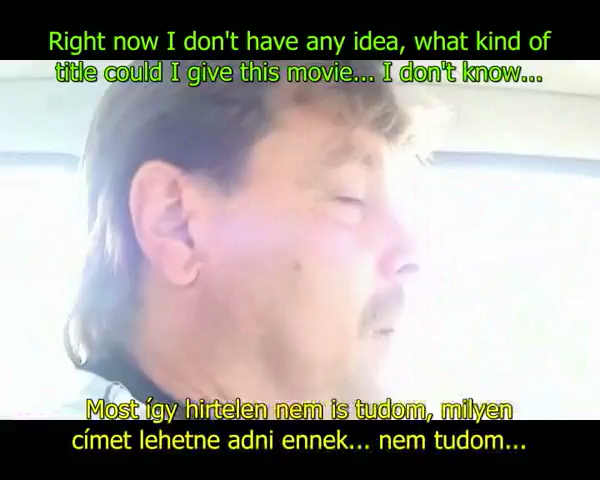 Right now I don't have any idea, what kind of
title could I give this movie... I don't know...
Most így hirtelen nem is tudom, milyen
címet lehetne adni ennek... nem tudom...